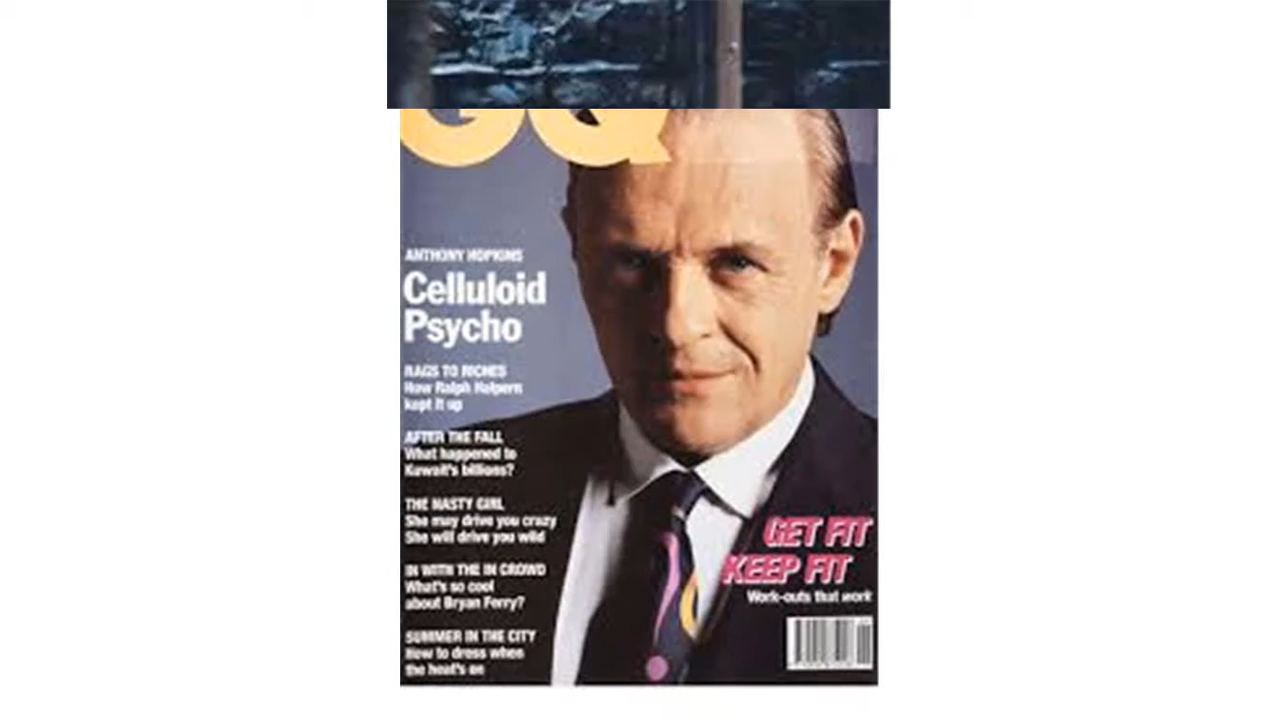 GQ
ANTHONY HOPKINS
Celluloid
Psycho
RAGS TO RICHES
How Ralph Halpern
kept it up
AFTER THE FALL
What happened to
Kuwait's billions?
THE NASTY GIRL
She may drive you crazy
She will drive you wild
IN WITH THE IN CROWD
What's so cool
about Bryan Ferry?
SUMMER IN THE CITY
How to dress when
the heat's on
GET FIT
KEEP FIT
Work-outs that work